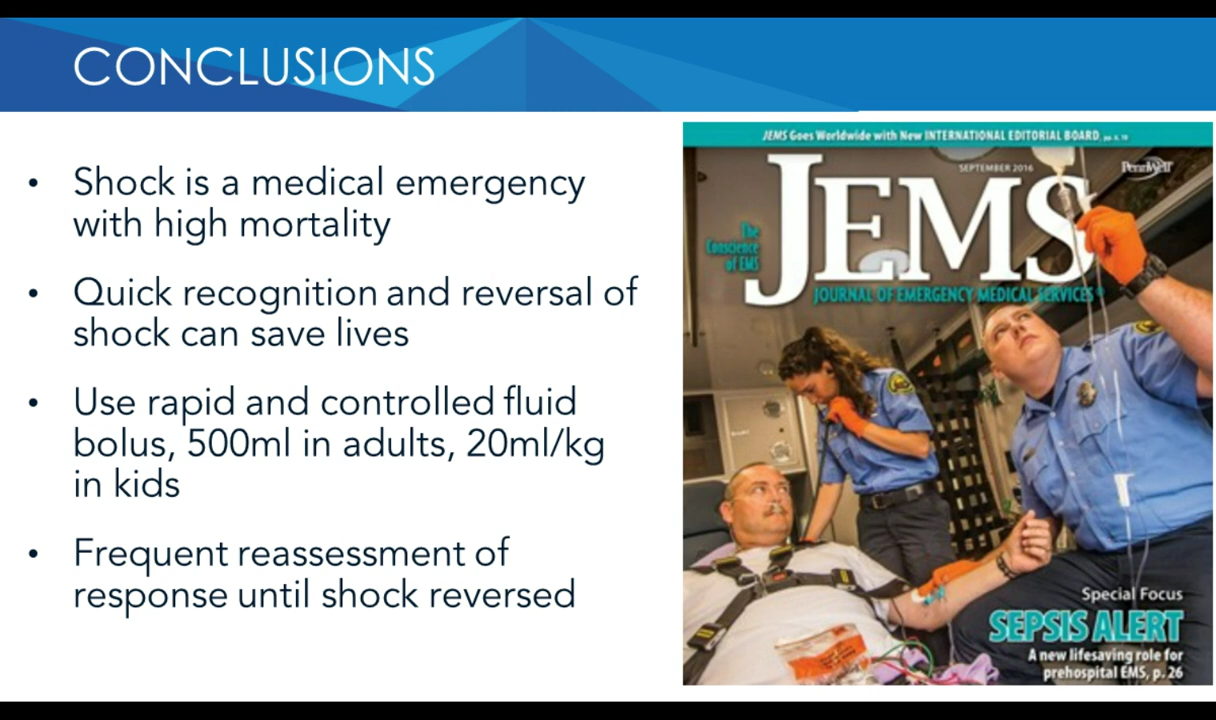 CONCLUSIONS
• Shock is a medical emergency
with high mortality
• Quick recognition and reversal of
shock can save lives
• Use rapid and controlled fluid
bolus, 500ml in adults, 20ml/kg
in kids
• Frequent reassessment of
response until shock reversed
JEMS Goes Worldwide with New INTERNATIONAL EDITORIAL BOARD
SEPTEMBER 2016
PennWell
JEMS
The
Conscience
of EMS
JOURNAL OF EMERGENCY MEDICAL SERVICES
Special Focus
SEPSIS ALERT
A new lifesaving role for
prehospital EMS, p. 26